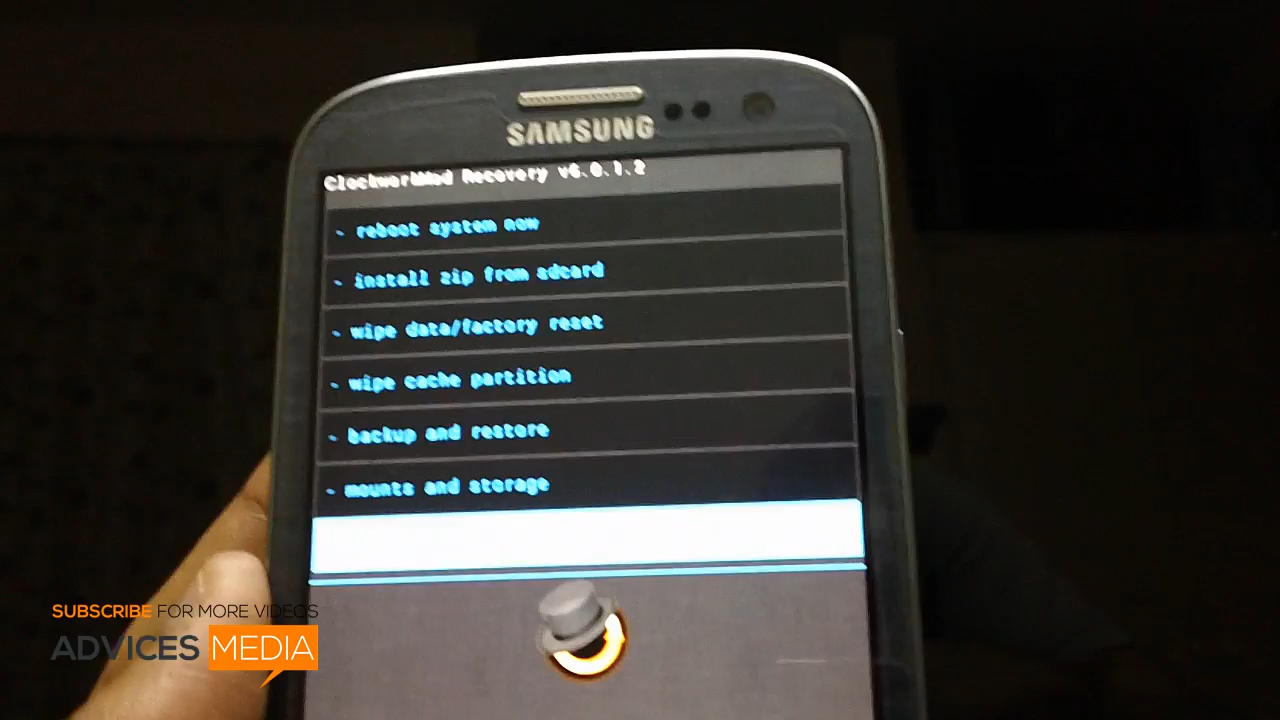 SAMSUNG
ClockworkMod Recovery v6.0.1.2
- reboot system now
- install zip from sdcard
- wipe data/factory reset
- wipe cache partition
- backup and restore
- mounts and storage
SUBSCRIBE FOR MORE VIDEOS
ADVICES MEDIA